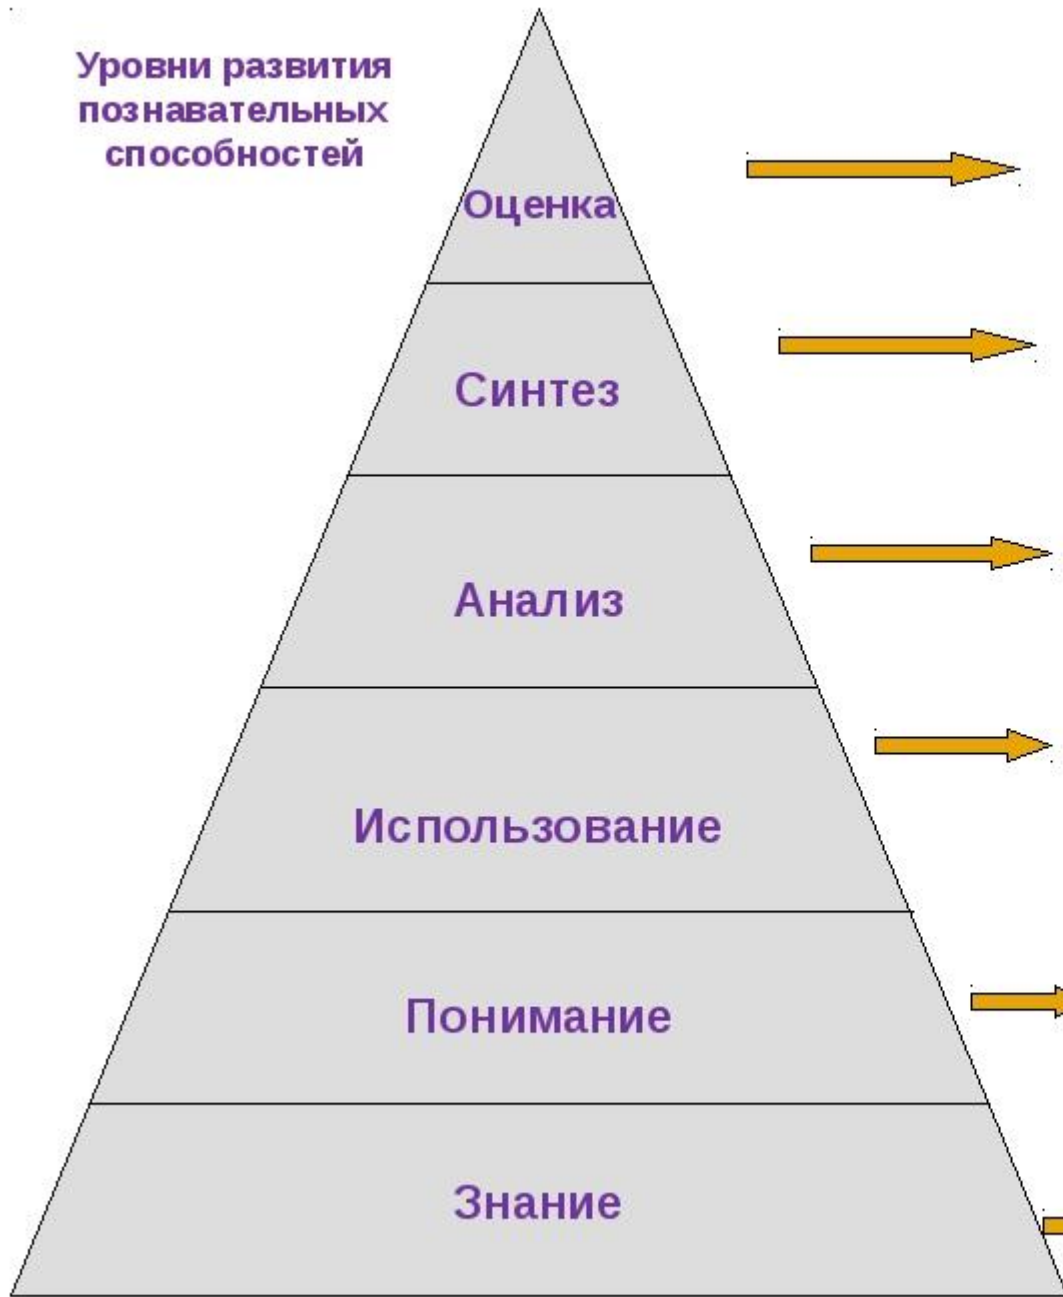 Уровни развития
познавательных
способностей
Оценка
Синтез
Анализ
Использование
Понимание
Знание